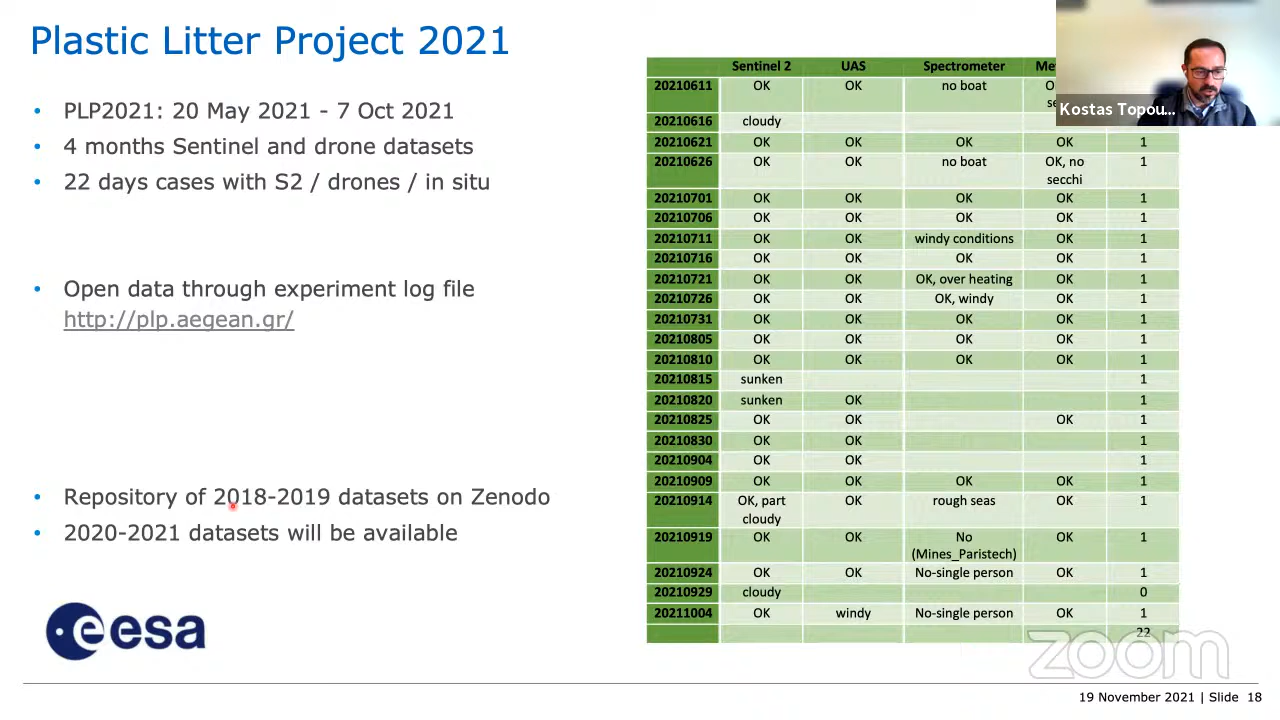 Plastic Litter Project 2021
• PLP2021: 20 May 2021 - 7 Oct 2021
• 4 months Sentinel and drone datasets
• 22 days cases with S2 / drones / in situ
• Open data through experiment log file
http://plp.aegean.gr/
• Repository of 2018-2019 datasets on Zenodo
• 2020-2021 datasets will be available
esa
Sentinel 2 UAS Spectrometer
20210611 OK OK no boat
20210616 cloudy
20210621 OK OK OK OK 1
20210626 OK OK no boat OK, no secchi 1
20210701 OK OK OK OK 1
20210706 OK OK OK OK 1
20210711 OK OK windy conditions OK 1
20210716 OK OK OK OK 1
20210721 OK OK OK, over heating OK 1
20210726 OK OK OK, windy OK 1
20210731 OK OK OK OK 1
20210805 OK OK OK OK 1
20210810 OK OK OK OK 1
20210815 sunken 1
20210820 sunken OK 1
20210825 OK OK OK 1
20210830 OK OK 1
20210904 OK OK 1
20210909 OK OK OK OK 1
20210914 OK, part cloudy OK rough seas OK 1
20210919 OK OK No (Mines_Paristech) OK 1
20210924 OK OK No-single person OK 1
20210929 cloudy 0
20211004 OK windy No-single person OK 1
22
Kostas Topou...
zoom
19 November 2021 | Slide 18